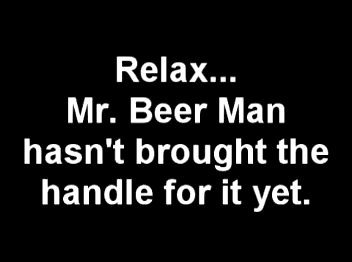 Relax...
Mr. Beer Man
hasn't brought the
handle for it yet.